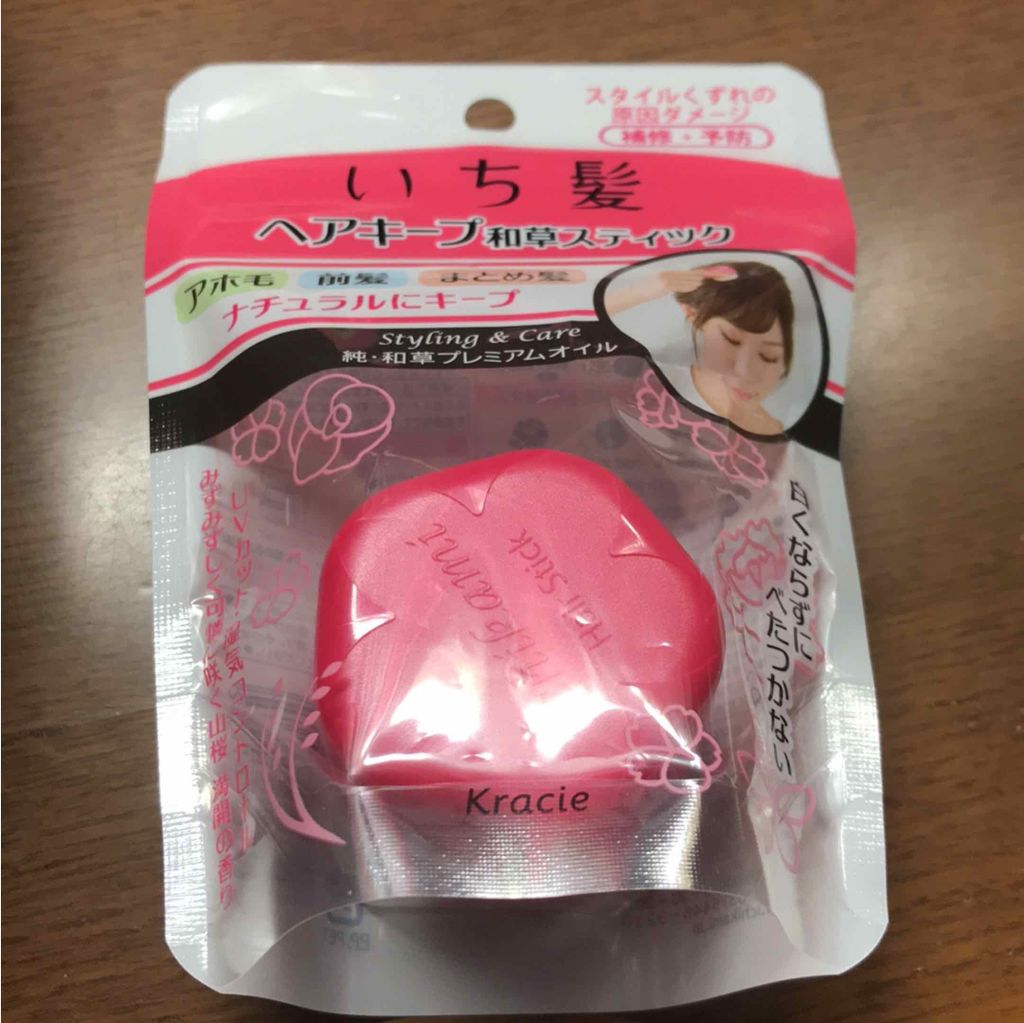 スタイルくずれの
原因ダメージ
補修・予防
いち髪
ヘアキープ和草スティック
アホ毛 前髪 まとめ髪
ナチュラルにキープ
Styling & Care
純・和草プレミアムオイル
UVカット・湿気コントロール
みずみずしく可憐に咲く山桜 満開の香り
白くならずに
べたつかない
Ichikami
Hair Stick
Kracie